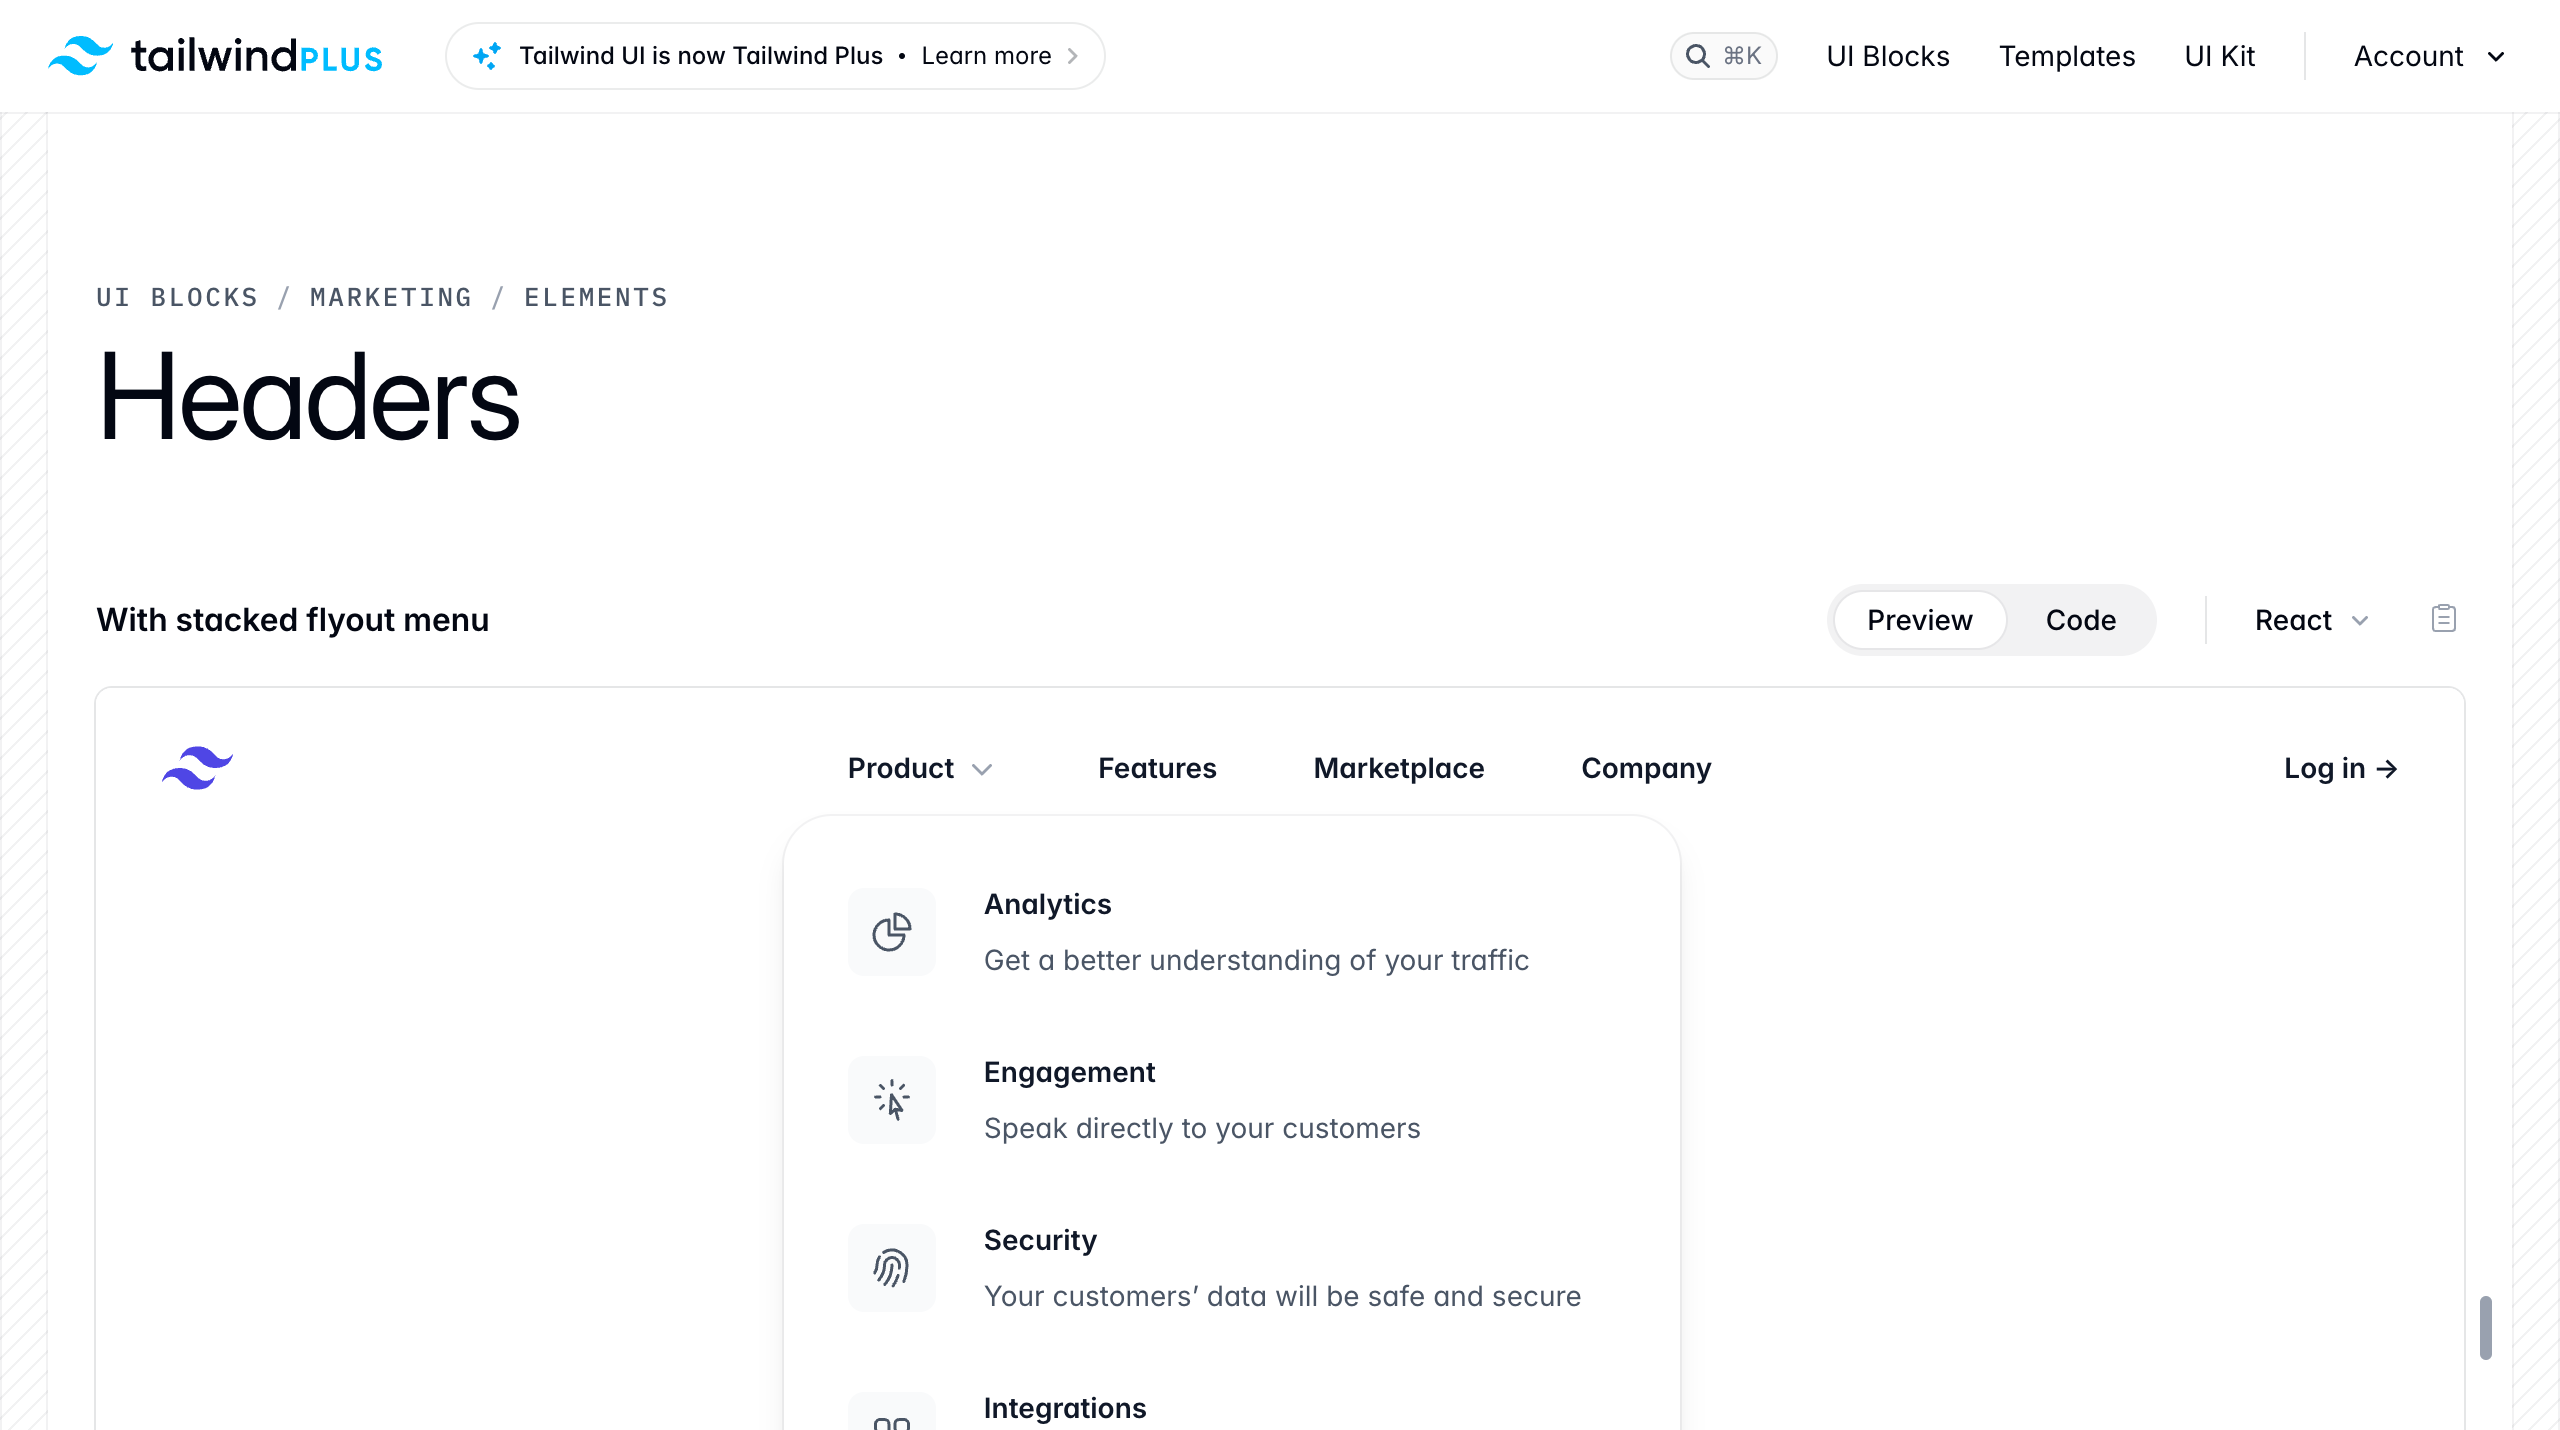 tailwindPLUS
Tailwind UI is now Tailwind Plus • Learn more
⌘K
UI Blocks
Templates
UI Kit
Account
UI BLOCKS / MARKETING / ELEMENTS
Headers
With stacked flyout menu
Preview
Code
React
Product
Features
Marketplace
Company
Log in →
Analytics
Get a better understanding of your traffic
Engagement
Speak directly to your customers
Security
Your customers’ data will be safe and secure
Integrations